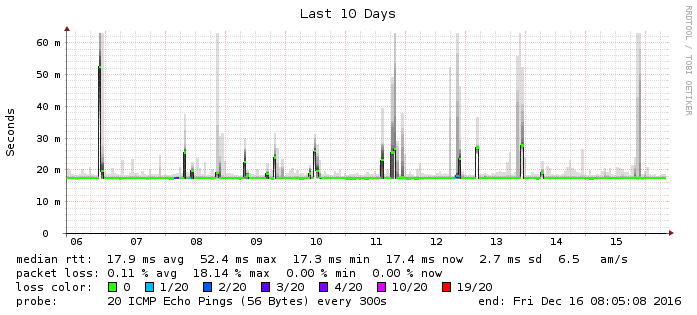 Last 10 Days
RRDTOOL / TOBI OETIKER
Seconds
60 m
50 m
40 m
30 m
20 m
10 m
0
06 07 08 09 10 11 12 13 14 15
median rtt: 17.9 ms avg 52.4 ms max 17.3 ms min 17.4 ms now 2.7 ms sd 6.5 am/s
packet loss: 0.11 % avg 18.14 % max 0.00 % min 0.00 % now
loss color: 0 1/20 2/20 3/20 4/20 10/20 19/20
probe: 20 ICMP Echo Pings (56 Bytes) every 300s end: Fri Dec 16 08:05:08 2016